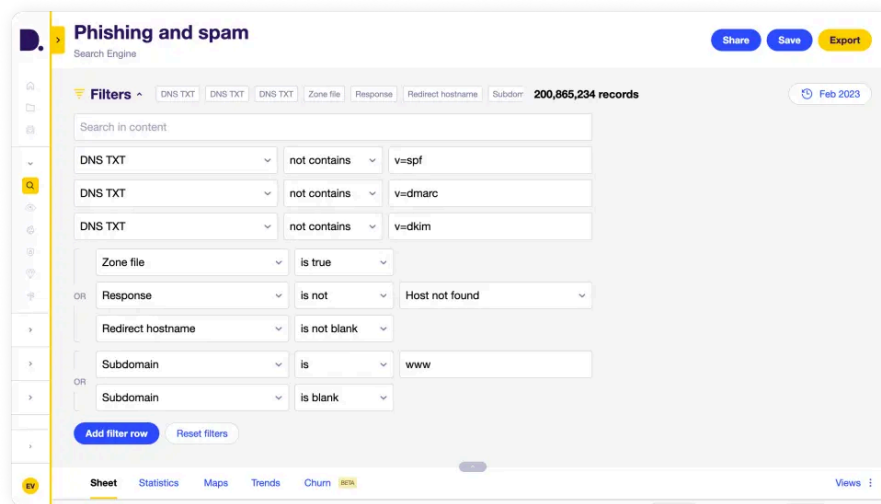 D.
Phishing and spam
Search Engine
Share Save Export
Filters DNS TXT DNS TXT DNS TXT Zone file Response Redirect hostname Subdom 200,865,234 records Feb 2023
Search in content
DNS TXT not contains v=spf
DNS TXT not contains v=dmarc
DNS TXT not contains v=dkim
Zone file is true
OR Response is not Host not found
Redirect hostname is not blank
Subdomain is www
OR
Subdomain is blank
Add filter row Reset filters
EV Sheet Statistics Maps Trends Churn BETA Views